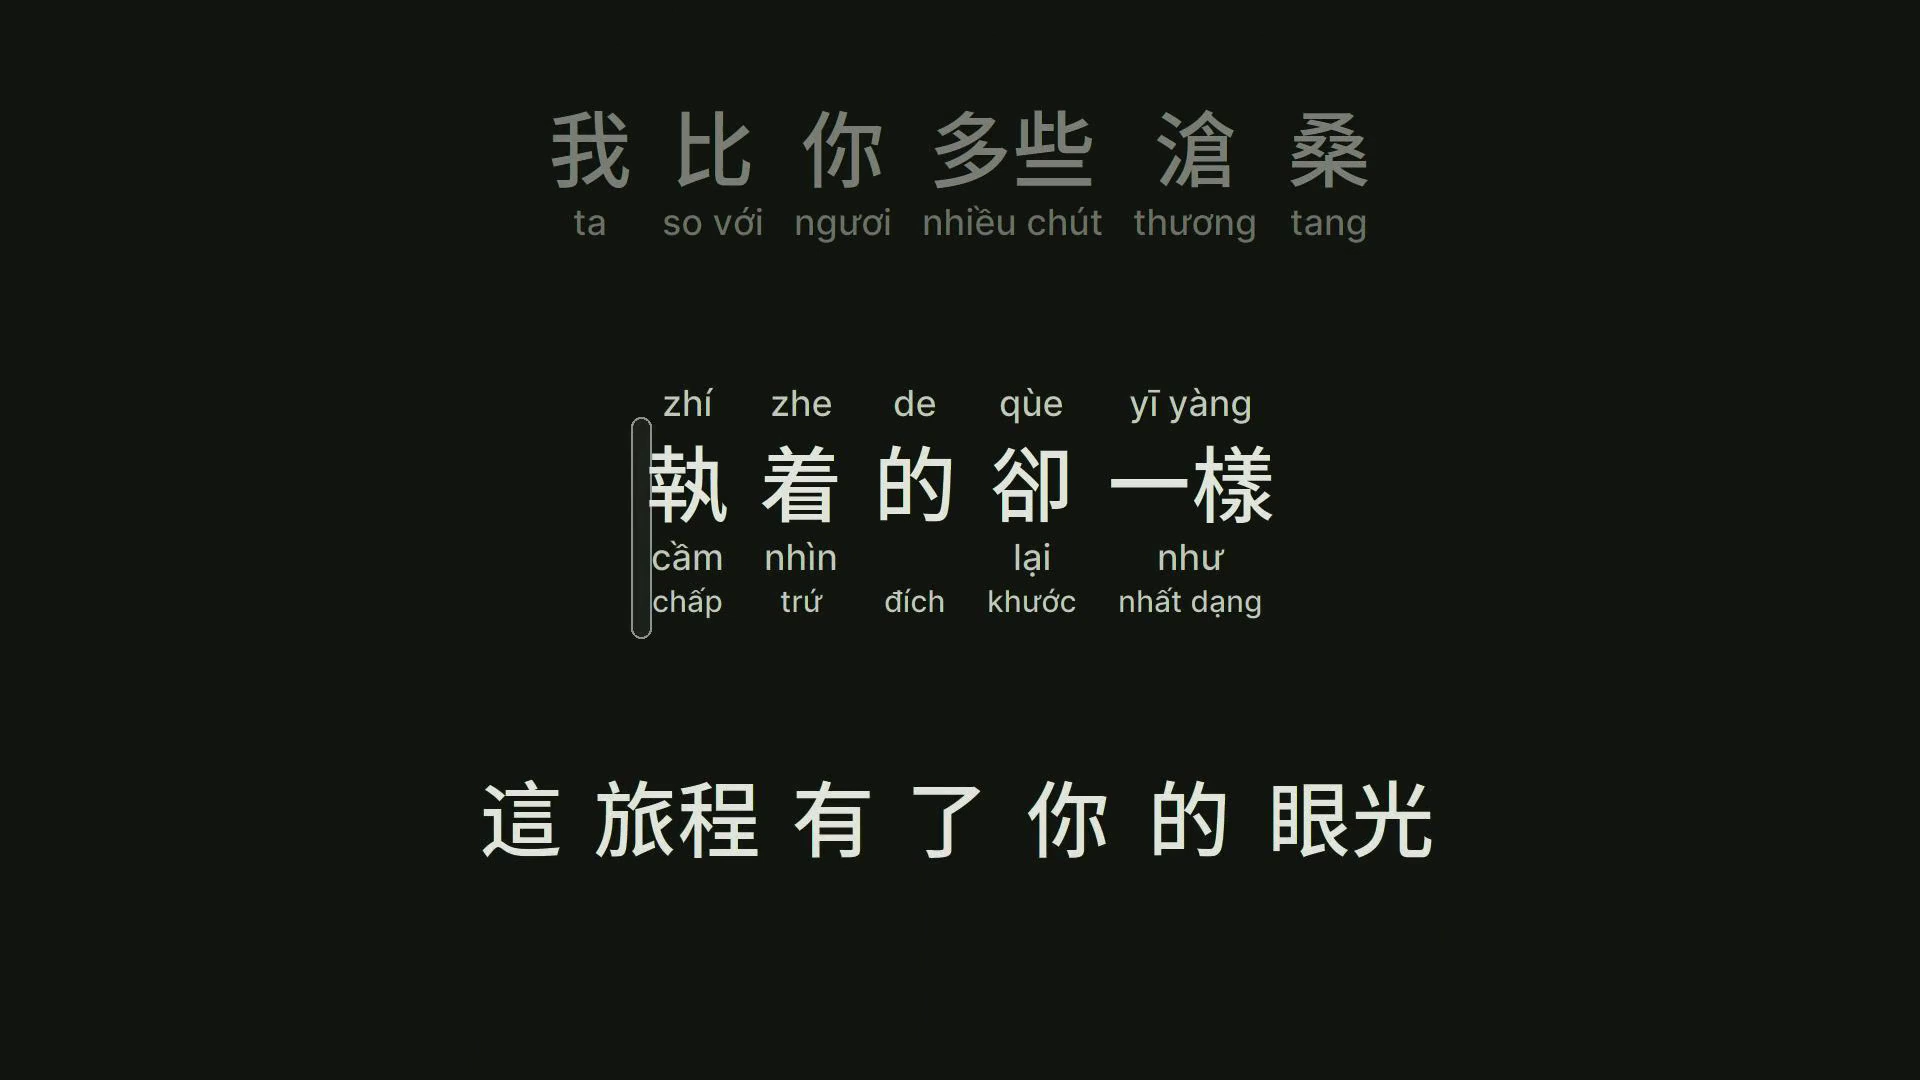 我 比 你 多些 滄 桑
ta so với ngươi nhiều chút thương tang
zhí zhe de qùe yī yàng
執 着 的 卻 一樣
cầm nhìn lại như
chấp trứ đích khước nhất dạng
這 旅程 有 了 你 的 眼光